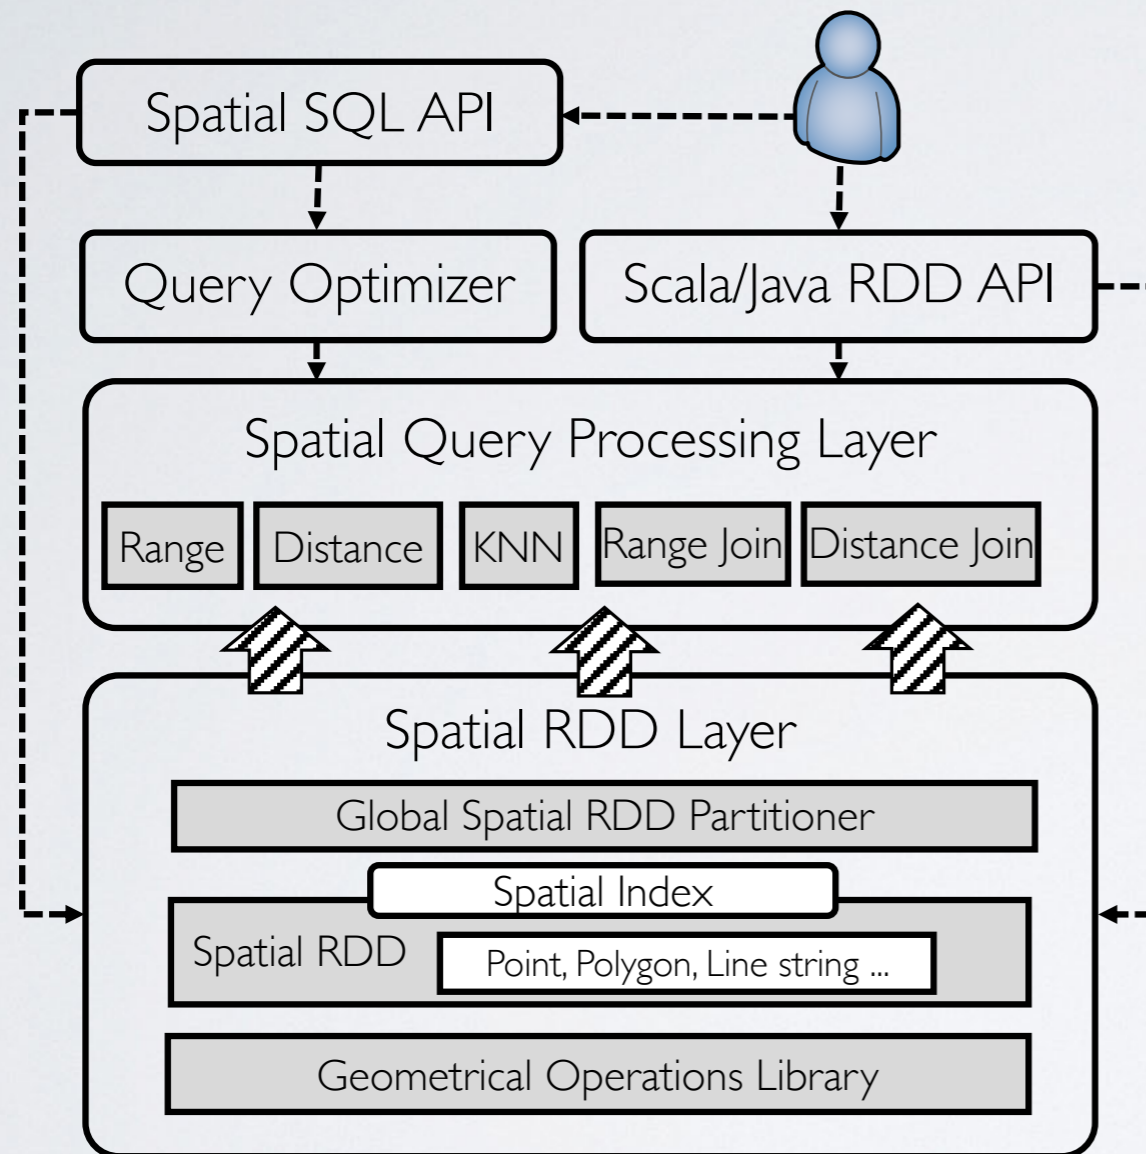 Spatial SQL API
Query Optimizer
Scala/Java RDD API
Spatial Query Processing Layer
Range
Distance
KNN
Range Join
Distance Join
Spatial RDD Layer
Global Spatial RDD Partitioner
Spatial Index
Spatial RDD
Point, Polygon, Line string ...
Geometrical Operations Library